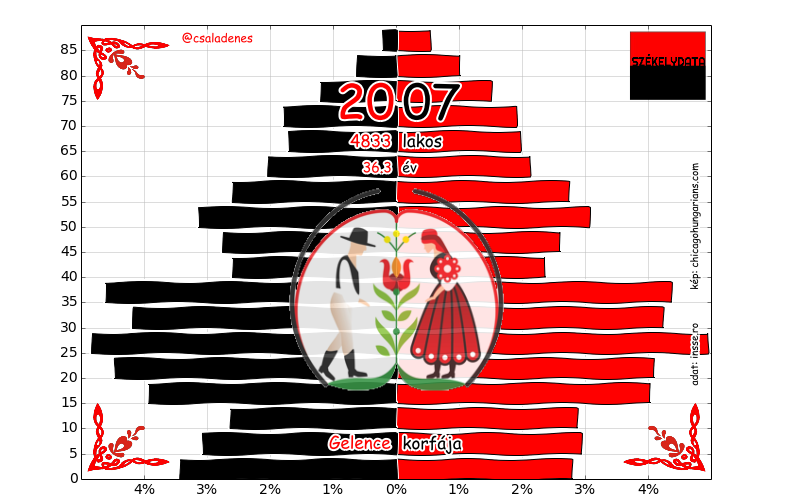 @csaladenes
SZÉKELYDATA
2007
4833 lakos
36.3 év
Gelence korfája
kép: chicagohungarians.com
adat: insse.ro
85
80
75
70
65
60
55
50
45
40
35
30
25
20
15
10
5
0
4% 3% 2% 1% 0% 1% 2% 3% 4%